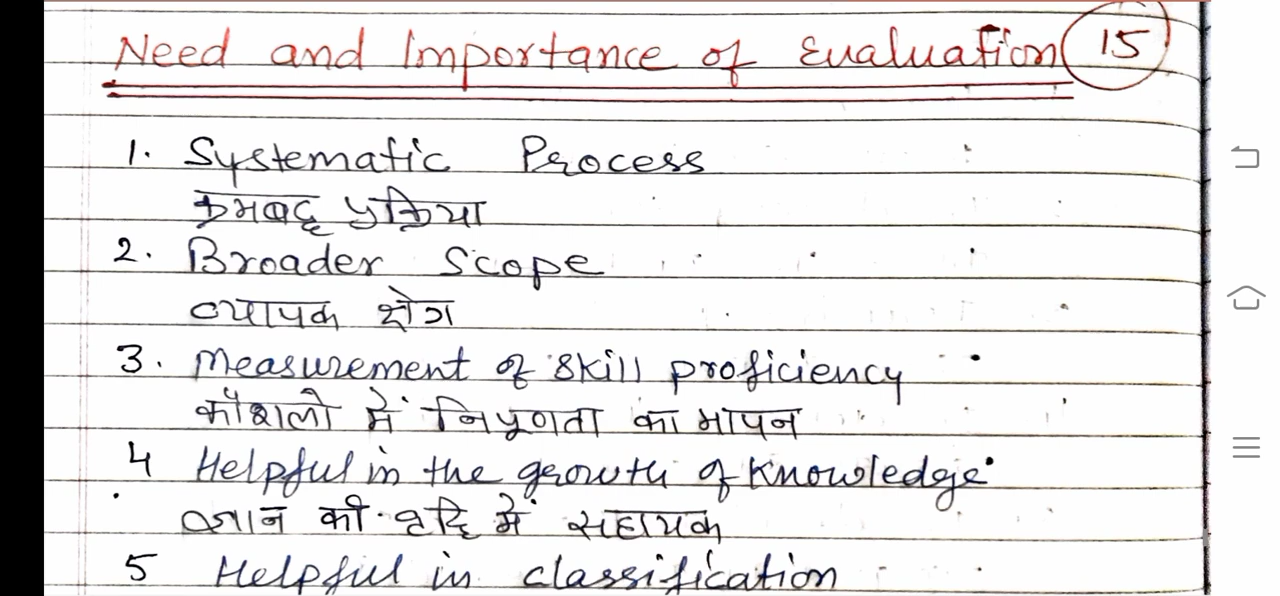 Need and Importance of Evaluation 15
1. Systematic Process
क्रमबद्ध प्रक्रिया
2. Broader Scope
व्यापक क्षेत्र
3. Measurement of Skill proficiency
कौशलो में निपुणता का मापन
4 Helpful in the growth of Knowledge
ज्ञान की वृद्धि में सहायक
5 Helpful in classification